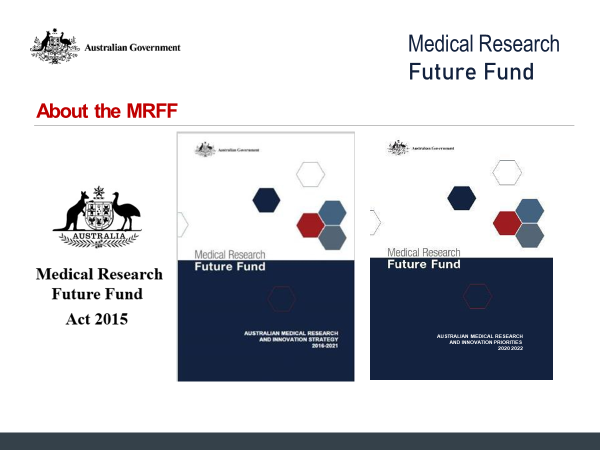 Australian Government
Medical Research
Future Fund
About the MRFF
AUSTRALIA
Medical Research
Future Fund
Act 2015
Australian Government
Medical Research
Future Fund
AUSTRALIAN MEDICAL RESEARCH
AND INNOVATION STRATEGY
2016-2021
Australian Government
Medical Research
Future Fund
AUSTRALIAN MEDICAL RESEARCH
AND INNOVATION PRIORITIES
2020 2022